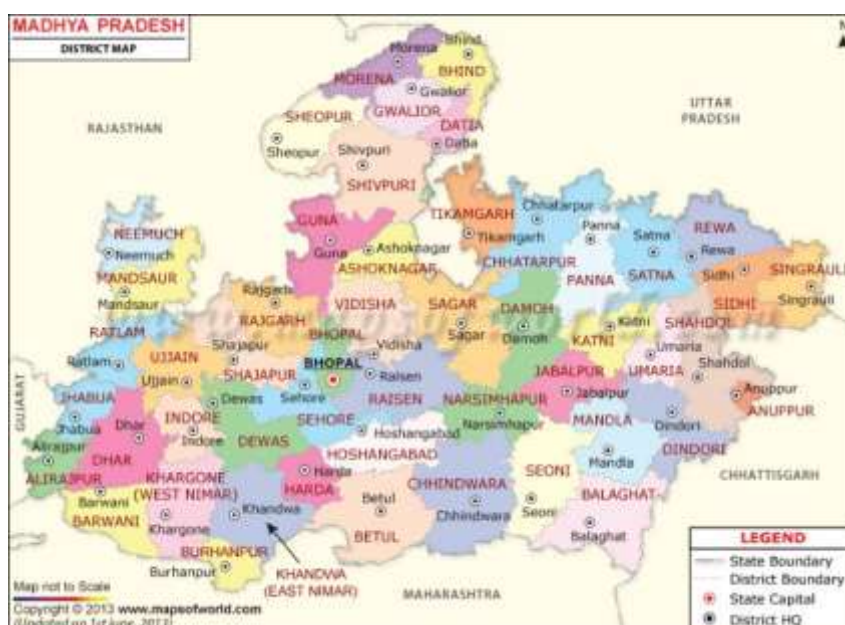 MADHYA PRADESH
DISTRICT MAP
N
RAJASTHAN
UTTAR
PRADESH
GUJARAT
CHHATTISGARH
MAHARASHTRA
Morena
MORENA
Bhind
BHIND
Gwalior
GWALIOR
SHEOPUR
Sheopur
DATIA
Datia
Shivpuri
SHIVPURI
GUNA
Guna
Ashoknagar
ASHOKNAGAR
TIKAMGARH
Tikamgarh
Chhatarpur
CHHATARPUR
Panna
PANNA
Satna
SATNA
REWA
Rewa
Sidhi
SIDHI
SINGRAULI
Singrauli
NEEMUCH
Neemuch
MANDSAUR
Mandsaur
RATLAM
Ratlam
UJJAIN
Ujjain
Rajgarh
RAJGARH
Shajapur
SHAJAPUR
VIDISHA
Vidisha
BHOPAL
BHOPAL
SAGAR
Sagar
DAMOH
Damoh
Katni
KATNI
SHAHDOL
Shahdol
Umaria
UMARIA
Anuppur
ANUPPUR
JHABUA
Jhabua
Alirajpur
ALIRAJPUR
Dhar
DHAR
INDORE
Indore
Dewas
DEWAS
Sehore
SEHORE
Raisen
RAISEN
Hoshangabad
HOSHANGABAD
NARSIMHAPUR
Narsimhapur
JABALPUR
Jabalpur
MANDLA
Mandla
Dindori
DINDORI
SEONI
Seoni
BALAGHAT
Balaghat
CHHINDWARA
Chhindwara
Betul
BETUL
Harda
HARDA
KHARGONE
(WEST NIMAR)
Khargone
Khandwa
KHANDWA
(EAST NIMAR)
Barwani
BARWANI
BURHANPUR
Burhanpur
LEGEND
State Boundary
District Boundary
State Capital
District HQ
Map not to Scale
Copyright © 2013 www.mapsofworld.com
(Updated on 1st June, 2013)